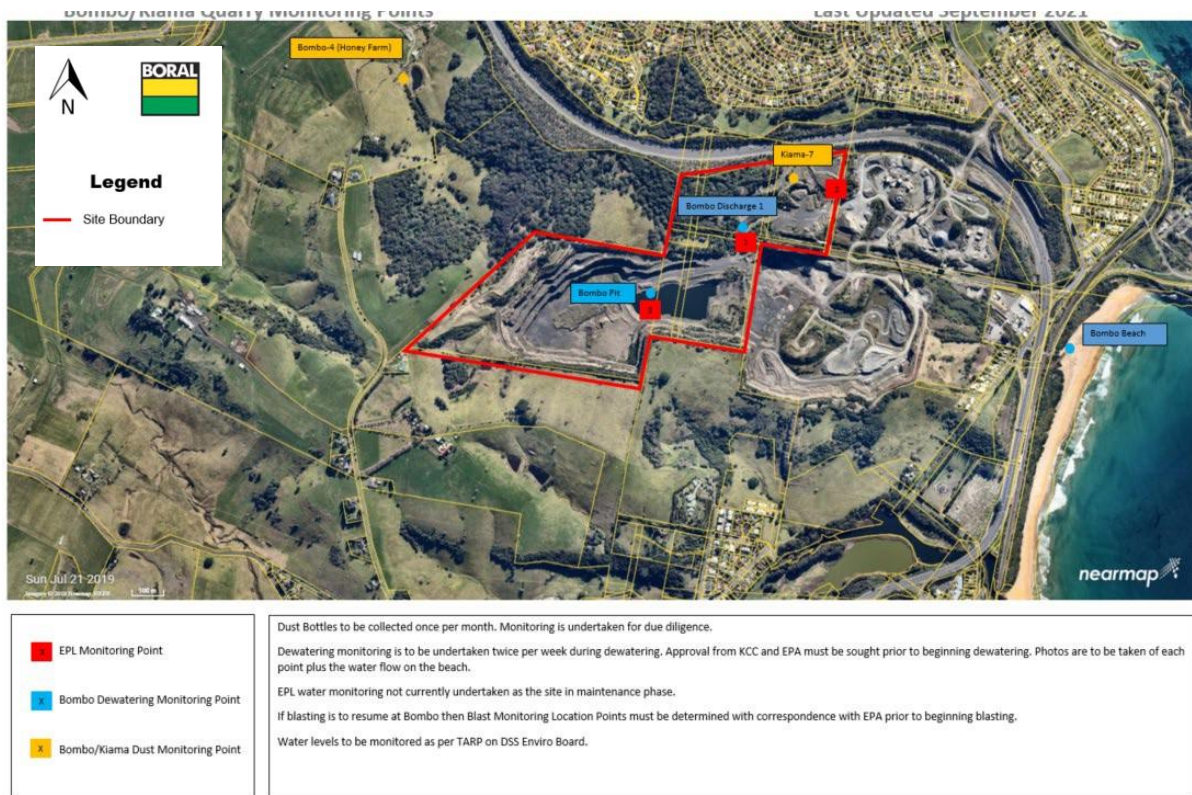 Bombo/Kiama Quarry Monitoring Points
Last Updated September 2021
Bombo-4 (Honey Farm)
N
BORAL
Legend
Site Boundary
Kiama-7
1
Bombo Discharge 1
3
Bombo Pit
2
Bombo Beach
Sun Jul 21 2019
100 m
nearmap
x EPL Monitoring Point
x Bombo Dewatering Monitoring Point
x Bombo/Kiama Dust Monitoring Point
Dust Bottles to be collected once per month. Monitoring is undertaken for due diligence.
Dewatering monitoring is to be undertaken twice per week during dewatering. Approval from KCC and EPA must be sought prior to beginning dewatering. Photos are to be taken of each
point plus the water flow on the beach.
EPL water monitoring not currently undertaken as the site in maintenance phase.
If blasting is to resume at Bombo then Blast Monitoring Location Points must be determined with correspondence with EPA prior to beginning blasting.
Water levels to be monitored as per TARP on DSS Enviro Board.